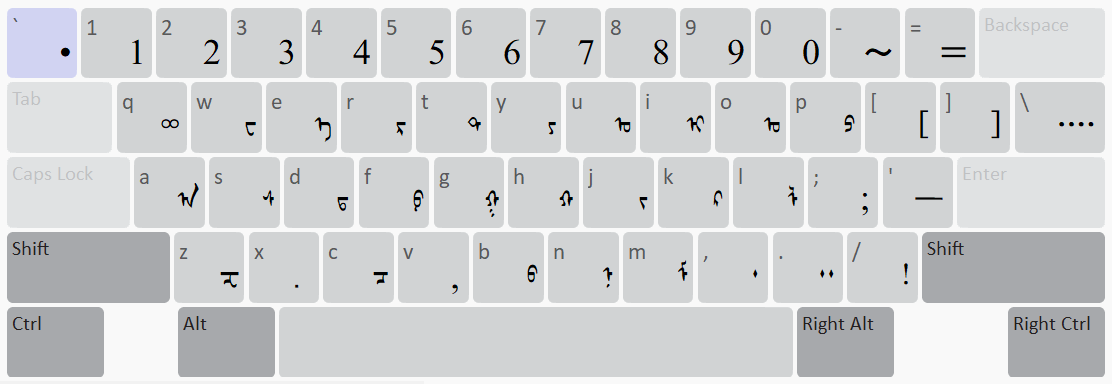 ` • 1 1 2 2 3 3 4 4 5 5 6 6 7 7 8 8 9 9 0 0 - ~ = = Backspace
Tab q ∞ w ᠸ e ᠡ r ᠷ t ᠲ y ᠶ u ᠤ i ᠢ o ᠣ p ᠫ [ [ ] ] \ ᠁
Caps Lock a ᠠ s ᠰ d ᠳ f ᠹ g ᠭ h ᠬ j ᠵ k ᠺ l ᠯ ; ; ' — Enter
Shift z ᠽ x . c ᠴ v , b ᠪ n ᠨ m ᠮ , ᠂ . ᠃ / ! Shift
Ctrl Alt Right Alt Right Ctrl